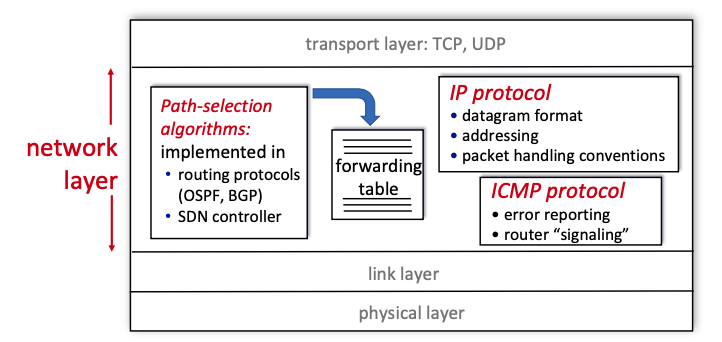 transport layer: TCP, UDP
network
layer
Path-selection
algorithms:
implemented in
• routing protocols
(OSPF, BGP)
• SDN controller
forwarding
table
IP protocol
• datagram format
• addressing
• packet handling conventions
ICMP protocol
• error reporting
• router “signaling”
link layer
physical layer